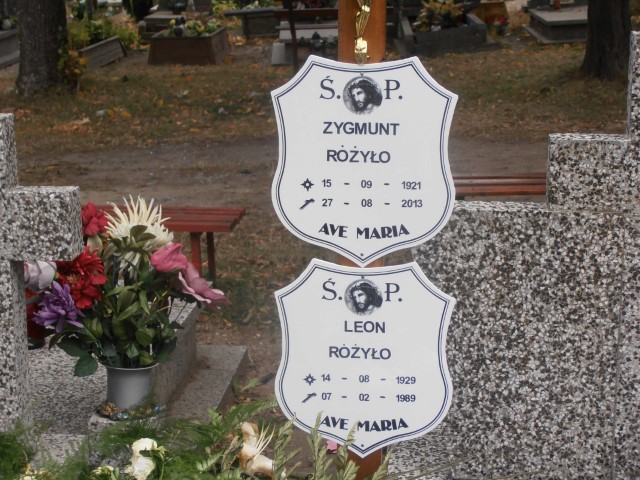 Ś. P.
ZYGMUNT
RÓŻYŁO
15 - 09 - 1921
27 - 08 - 2013
AVE MARIA
Ś. P.
LEON
RÓŻYŁO
14 - 08 - 1929
07 - 02 - 1989
AVE MARIA